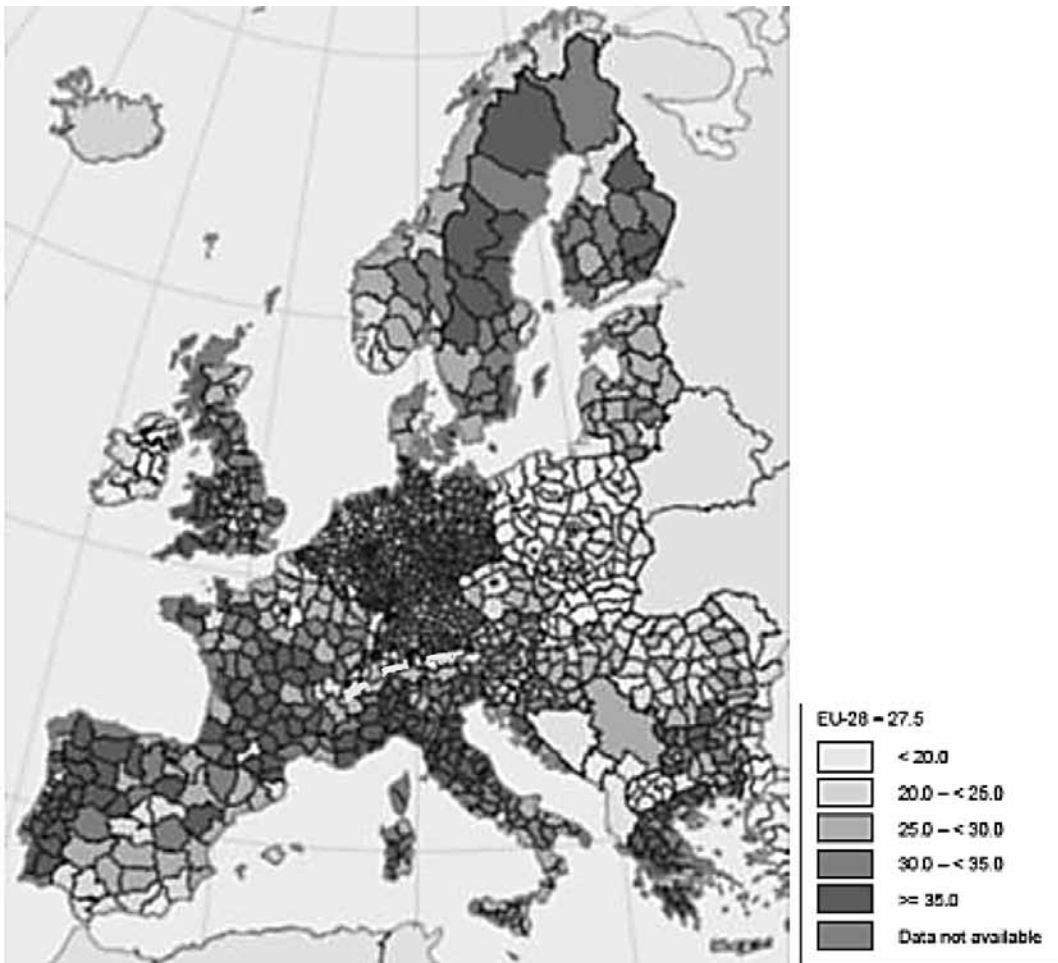 EU-28 = 27.5
< 20.0
20.0 – < 25.0
25.0 – < 30.0
30.0 – < 35.0
>= 35.0
Data not available